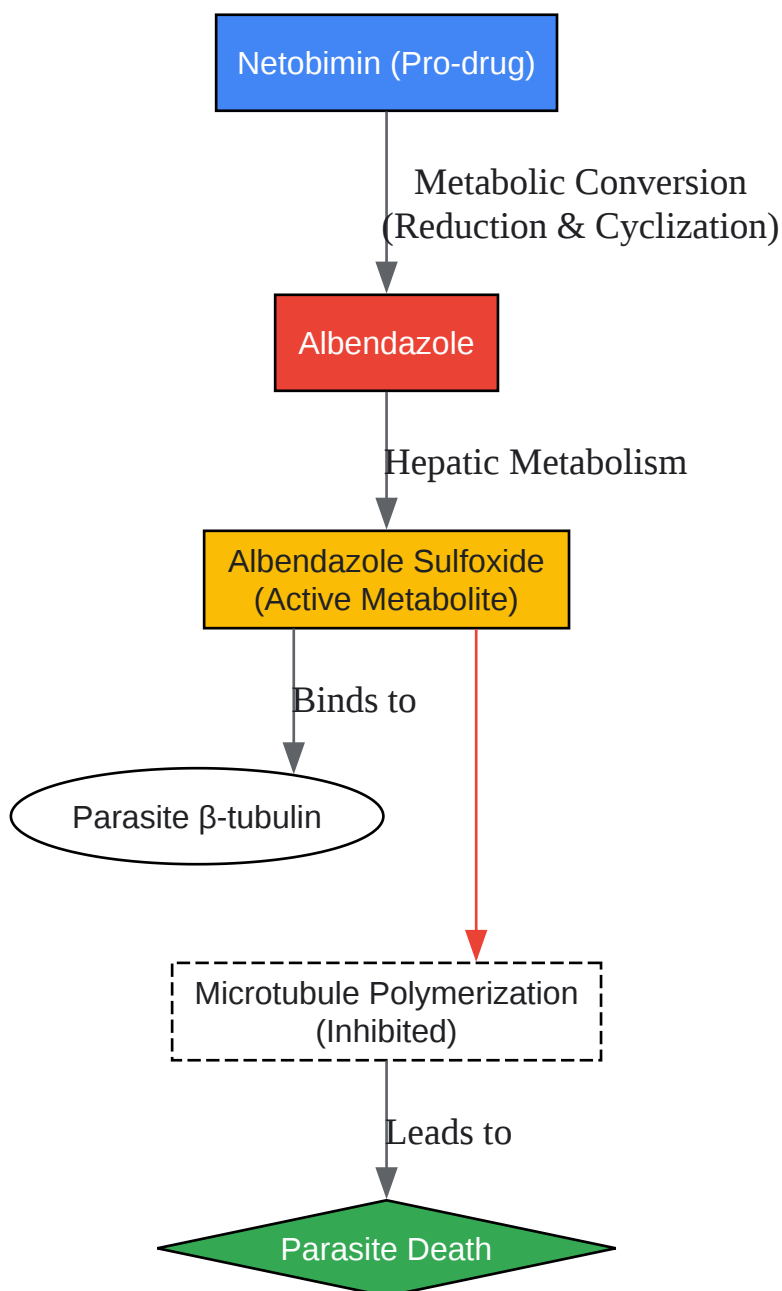 Netobimin (Pro-drug)
Metabolic Conversion
(Reduction & Cyclization)
Albendazole
Hepatic Metabolism
Albendazole Sulfoxide
(Active Metabolite)
Binds to
Parasite β-tubulin
Microtubule Polymerization
(Inhibited)
Leads to
Parasite Death